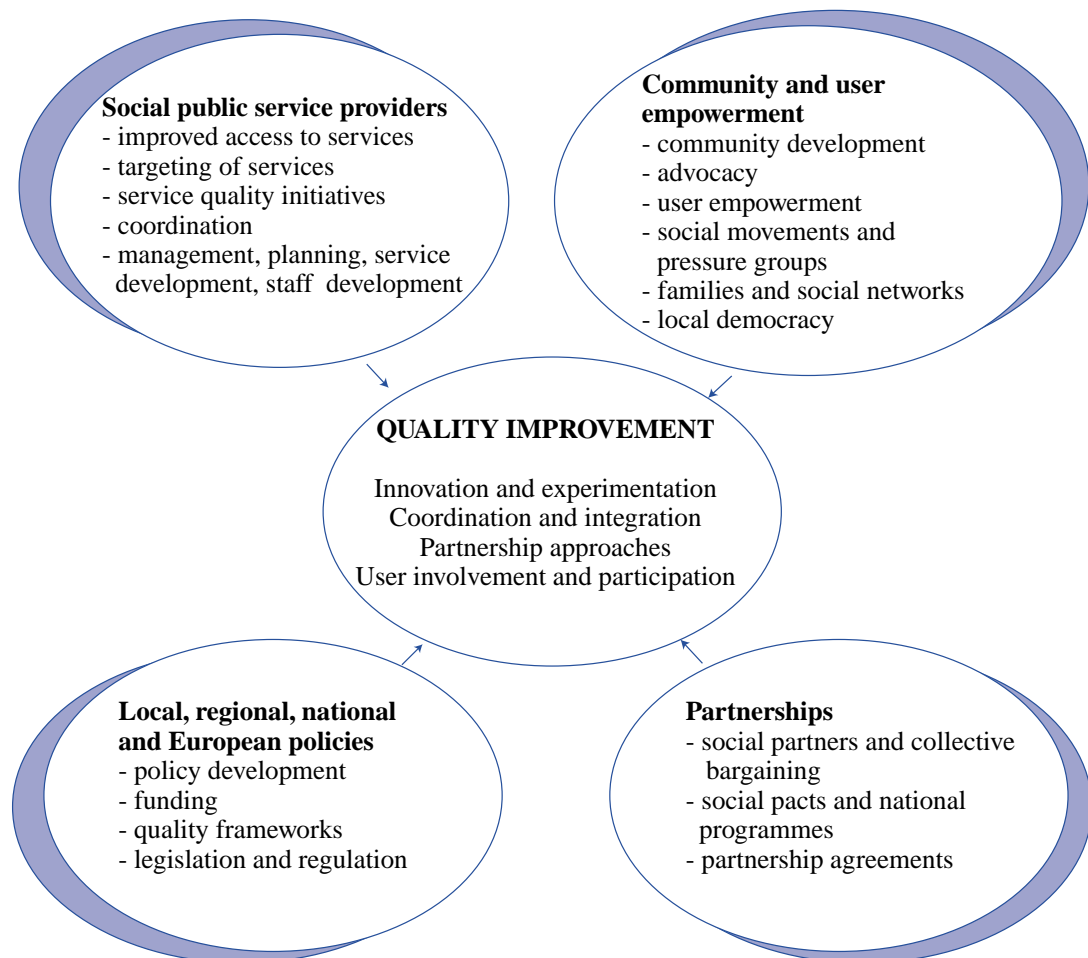 Social public service providers
- improved access to services
- targeting of services
- service quality initiatives
- coordination
- management, planning, service
development, staff development
Community and user
empowerment
- community development
- advocacy
- user empowerment
- social movements and
pressure groups
- families and social networks
- local democracy
QUALITY IMPROVEMENT
Innovation and experimentation
Coordination and integration
Partnership approaches
User involvement and participation
Local, regional, national
and European policies
- policy development
- funding
- quality frameworks
- legislation and regulation
Partnerships
- social partners and collective
bargaining
- social pacts and national
programmes
- partnership agreements